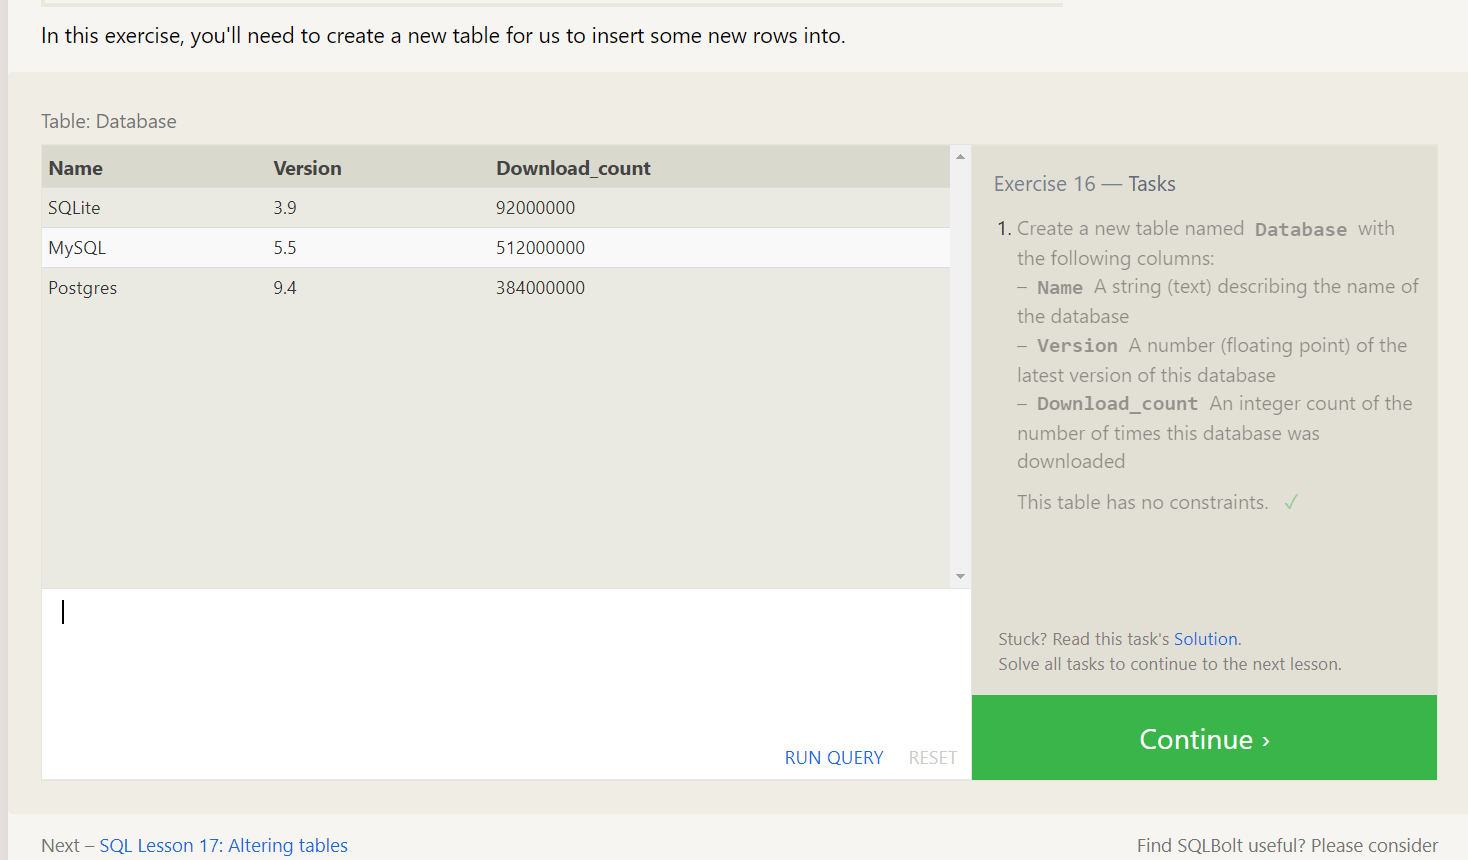 In this exercise, you'll need to create a new table for us to insert some new rows into.
Table: Database
Name Version Download_count
SQLite 3.9 92000000
MySQL 5.5 512000000
Postgres 9.4 384000000
RUN QUERY RESET
Exercise 16 — Tasks
1. Create a new table named Database with
the following columns:
– Name A string (text) describing the name of
the database
– Version A number (floating point) of the
latest version of this database
– Download_count An integer count of the
number of times this database was
downloaded
This table has no constraints. ✓
Stuck? Read this task's Solution.
Solve all tasks to continue to the next lesson.
Continue ›
Next – SQL Lesson 17: Altering tables
Find SQLBolt useful? Please consider